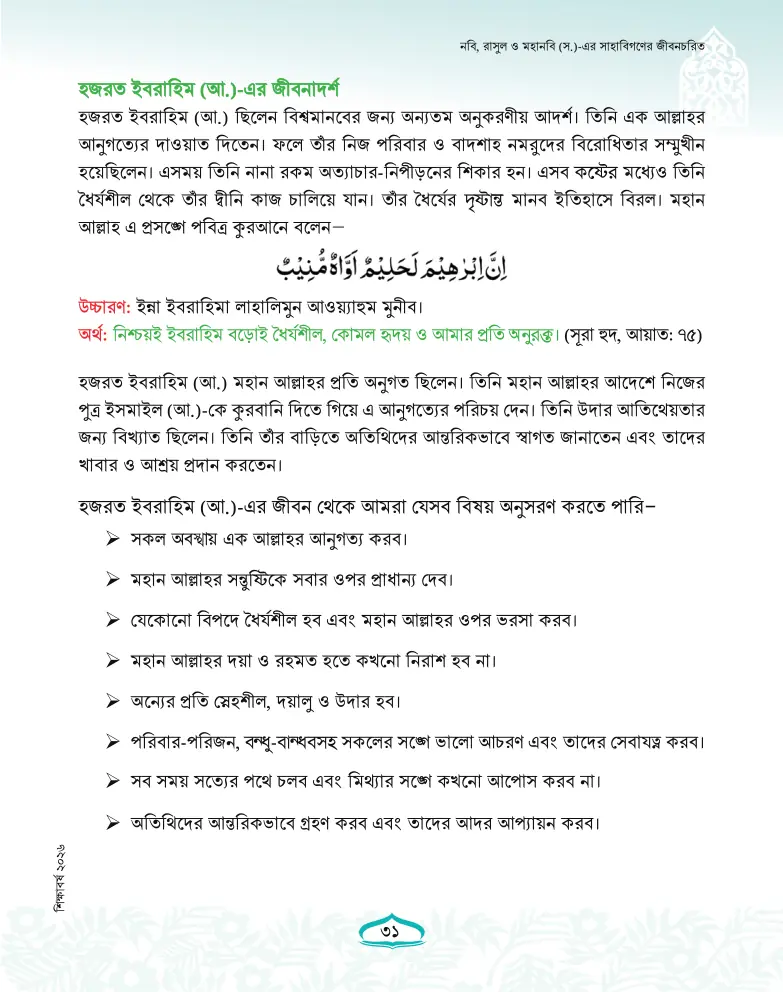 নবি, রাসুল ও মহানবি (স.)-এর সাহাবিগণের জীবনচরিত
হজরত ইবরাহিম (আ.)-এর জীবনাদর্শ
হজরত ইবরাহিম (আ.) ছিলেন বিশ্বমানবের জন্য অন্যতম অনুকরণীয় আদর্শ। তিনি এক আল্লাহর
আনুগত্যের দাওয়াত দিতেন। ফলে তাঁর নিজ পরিবার ও বাদশাহ নমরুদের বিরোধিতার সম্মুখীন
হয়েছিলেন। এসময় তিনি নানা রকম অত্যাচার-নিপীড়নের শিকার হন। এসব কষ্টের মধ্যেও তিনি
ধৈর্যশীল থেকে তাঁর দ্বীনি কাজ চালিয়ে যান। তাঁর ধৈর্যের দৃষ্টান্ত মানব ইতিহাসে বিরল। মহান
আল্লাহ এ প্রসঙ্গে পবিত্র কুরআনে বলেন–
اِنَّ اِبْرٰهِيْمَ لَحَلِيْمٌ اَوَّاهٌ مُّنِيْبٌ
উচ্চারণ: ইন্না ইবরাহিমা লাহালিমুন আওয়্যাহুম মুনীব।
অর্থ: নিশ্চয়ই ইবরাহিম বড়োই ধৈর্যশীল, কোমল হৃদয় ও আমার প্রতি অনুরক্ত। (সূরা হুদ, আয়াত: ৭৫)
হজরত ইবরাহিম (আ.) মহান আল্লাহর প্রতি অনুগত ছিলেন। তিনি মহান আল্লাহর আদেশে নিজের
পুত্র ইসমাইল (আ.)-কে কুরবানি দিতে গিয়ে এ আনুগত্যের পরিচয় দেন। তিনি উদার আতিথেয়তার
জন্য বিখ্যাত ছিলেন। তিনি তাঁর বাড়িতে অতিথিদের আন্তরিকভাবে স্বাগত জানাতেন এবং তাদের
খাবার ও আশ্রয় প্রদান করতেন।
হজরত ইবরাহিম (আ.)-এর জীবন থেকে আমরা যেসব বিষয় অনুসরণ করতে পারি–
➢ সকল অবস্থায় এক আল্লাহর আনুগত্য করব।
➢ মহান আল্লাহর সন্তুষ্টিকে সবার ওপর প্রাধান্য দেব।
➢ যেকোনো বিপদে ধৈর্যশীল হব এবং মহান আল্লাহর ওপর ভরসা করব।
➢ মহান আল্লাহর দয়া ও রহমত হতে কখনো নিরাশ হব না।
➢ অন্যের প্রতি স্নেহশীল, দয়ালু ও উদার হব।
➢ পরিবার-পরিজন, বন্ধু-বান্ধবসহ সকলের সঙ্গে ভালো আচরণ এবং তাদের সেবাযত্ন করব।
➢ সব সময় সত্যের পথে চলব এবং মিথ্যার সঙ্গে কখনো আপোস করব না।
➢ অতিথিদের আন্তরিকভাবে গ্রহণ করব এবং তাদের আদর আপ্যায়ন করব।
শিক্ষাবর্ষ ২০২৬
৩১